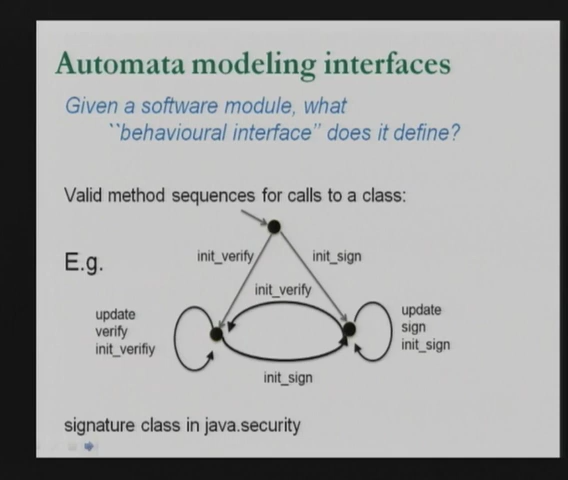 Automata modeling interfaces
Given a software module, what
``behavioural interface'' does it define?
Valid method sequences for calls to a class:
E.g.
init_verify
init_sign
init_verify
update
verify
init_verifiy
update
sign
init_sign
init_sign
signature class in java.security